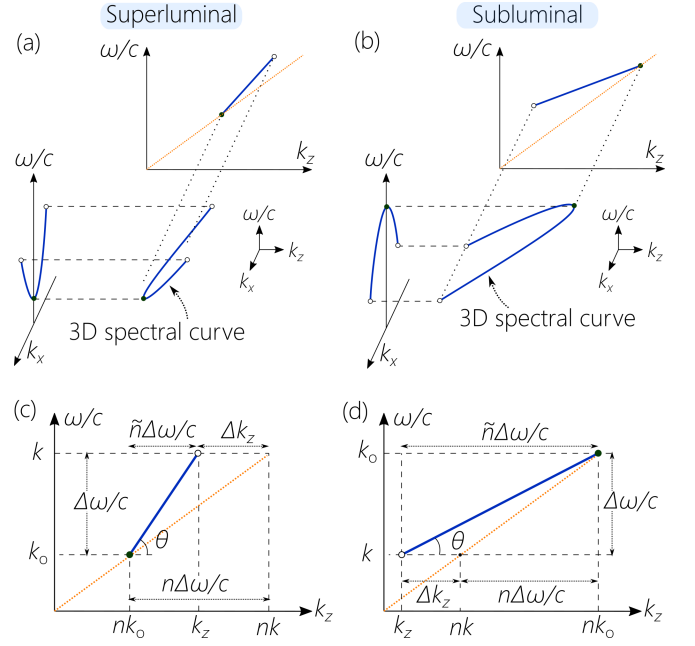 Superluminal
Subluminal
(a)
ω/c
k_z
ω/c
k_x
3D spectral curve
ω/c
k_z
k_x
(b)
ω/c
k_z
ω/c
k_x
3D spectral curve
ω/c
k_z
k_x
(c)
ω/c
ñΔω/c
Δk_z
k
Δω/c
θ
k_o
nΔω/c
nk_o
k_z
nk
k_z
(d)
ω/c
ñΔω/c
k_o
Δω/c
θ
k
Δk_z
nΔω/c
k_z
nk
nk_o
k_z